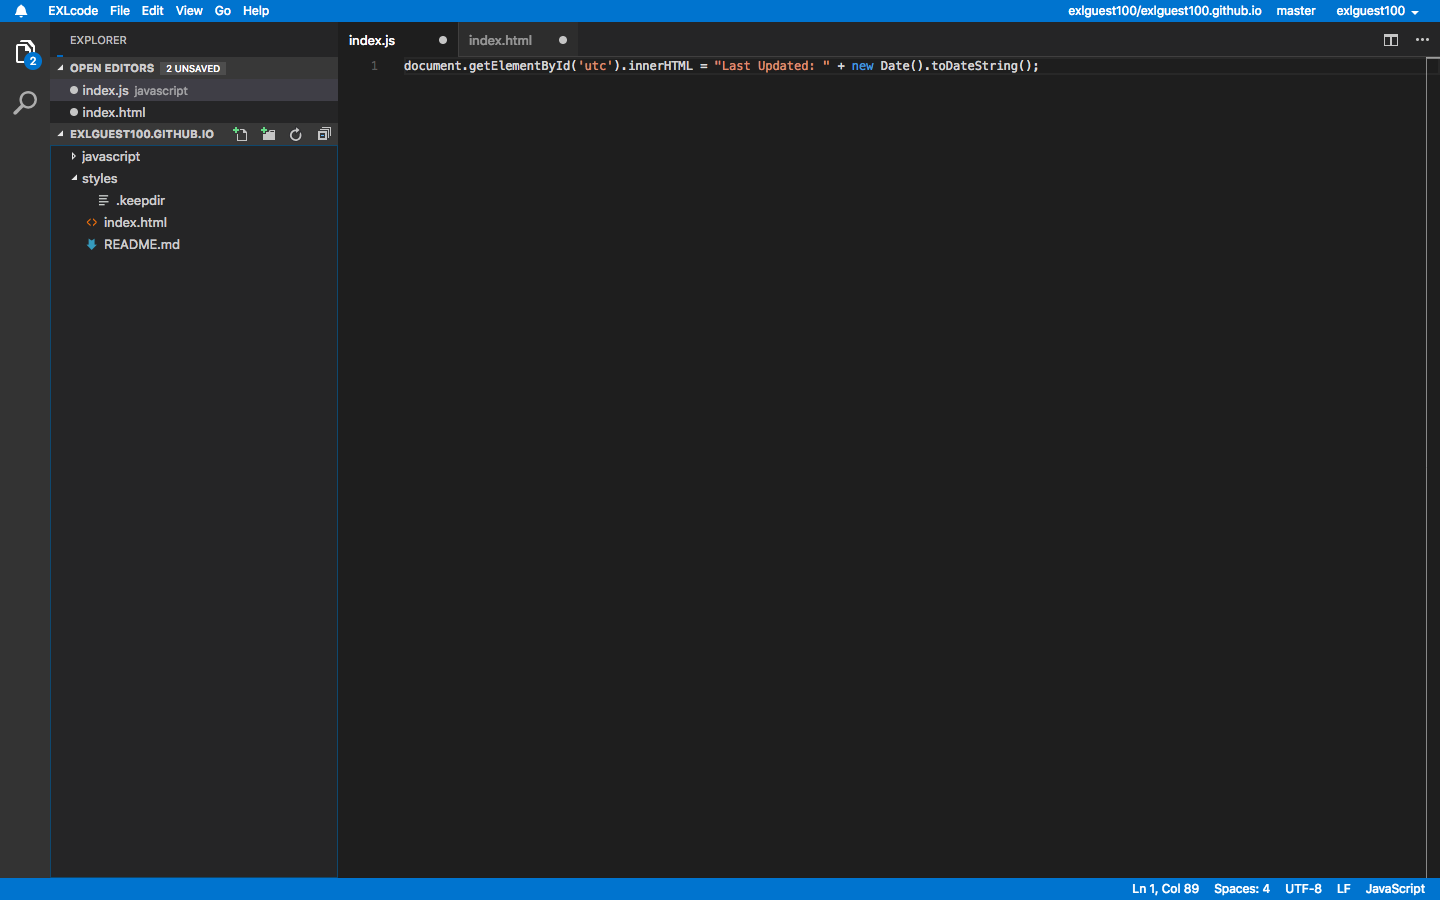 EXLcode File Edit View Go Help exlguest100/exlguest100.github.io master exlguest100
EXPLORER
2
OPEN EDITORS 2 UNSAVED
index.js javascript
index.html
EXLGUEST100.GITHUB.IO
javascript
styles
.keepdir
index.html
README.md
index.js index.html
1 document.getElementById('utc').innerHTML = "Last Updated: " + new Date().toDateString();
Ln 1, Col 89 Spaces: 4 UTF-8 LF JavaScript